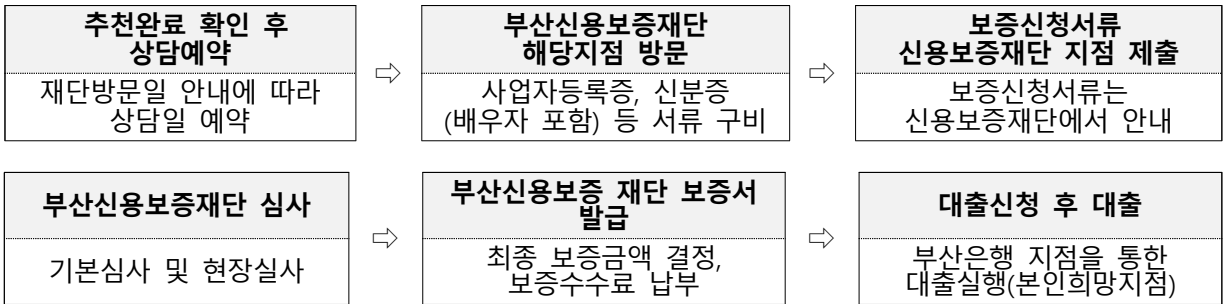 추천완료 확인 후
상담예약
재단방문일 안내에 따라
상담일 예약
⇨
부산신용보증재단
해당지점 방문
사업자등록증, 신분증
(배우자 포함) 등 서류 구비
⇨
보증신청서류
신용보증재단 지점 제출
보증신청서류는
신용보증재단에서 안내
부산신용보증재단 심사
기본심사 및 현장실사
⇨
부산신용보증 재단 보증서
발급
최종 보증금액 결정,
보증수수료 납부
⇨
대출신청 후 대출
부산은행 지점을 통한
대출실행(본인희망지점)